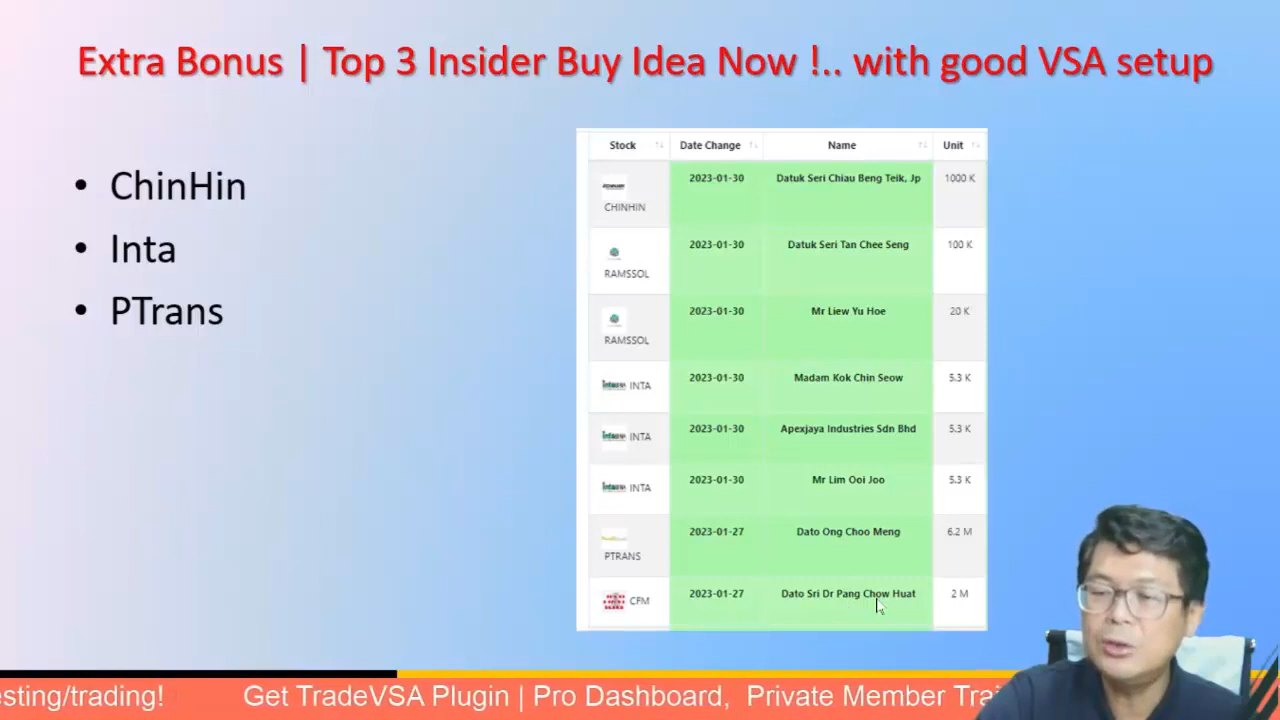 Extra Bonus | Top 3 Insider Buy Idea Now !.. with good VSA setup
• ChinHin
• Inta
• PTrans
Stock Date Change Name Unit
CHINHIN 2023-01-30 Datuk Seri Chiau Beng Teik, Jp 1000 K
RAMSSOL 2023-01-30 Datuk Seri Tan Chee Seng 100 K
RAMSSOL 2023-01-30 Mr Liew Yu Hoe 20 K
INTA 2023-01-30 Madam Kok Chin Seow 5.3 K
INTA 2023-01-30 Apexjaya Industries Sdn Bhd 5.3 K
INTA 2023-01-30 Mr Lim Ooi Joo 5.3 K
PTRANS 2023-01-27 Dato Ong Choo Meng 6.2 M
CFM 2023-01-27 Dato Sri Dr Pang Chow Huat 2 M
esting/trading! Get TradeVSA Plugin | Pro Dashboard, Private Member Trai